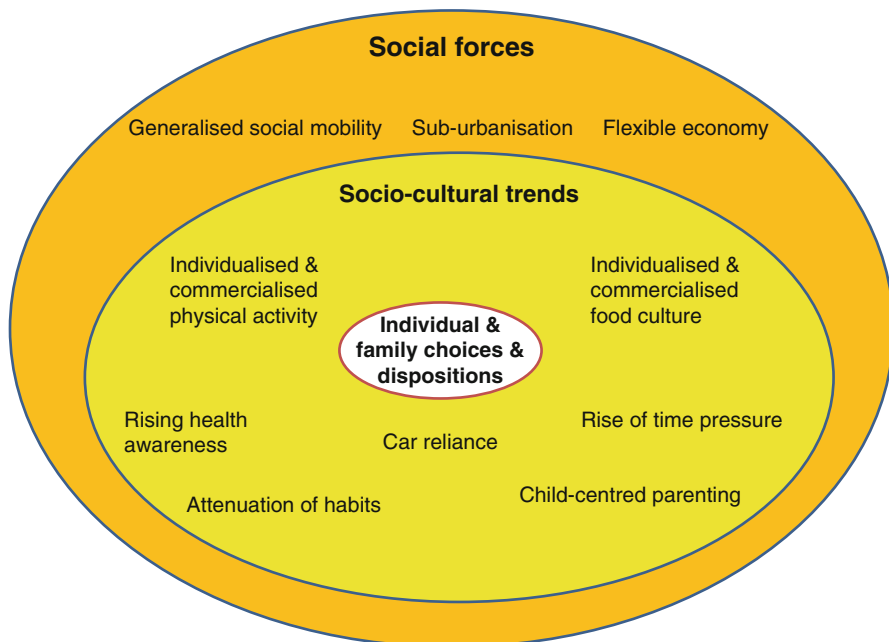 Social forces
Generalised social mobility
Sub-urbanisation
Flexible economy
Socio-cultural trends
Individualised &
commercialised
physical activity
Individualised &
commercialised
food culture
Individual &
family choices &
dispositions
Rising health
awareness
Car reliance
Rise of time pressure
Attenuation of habits
Child-centred parenting